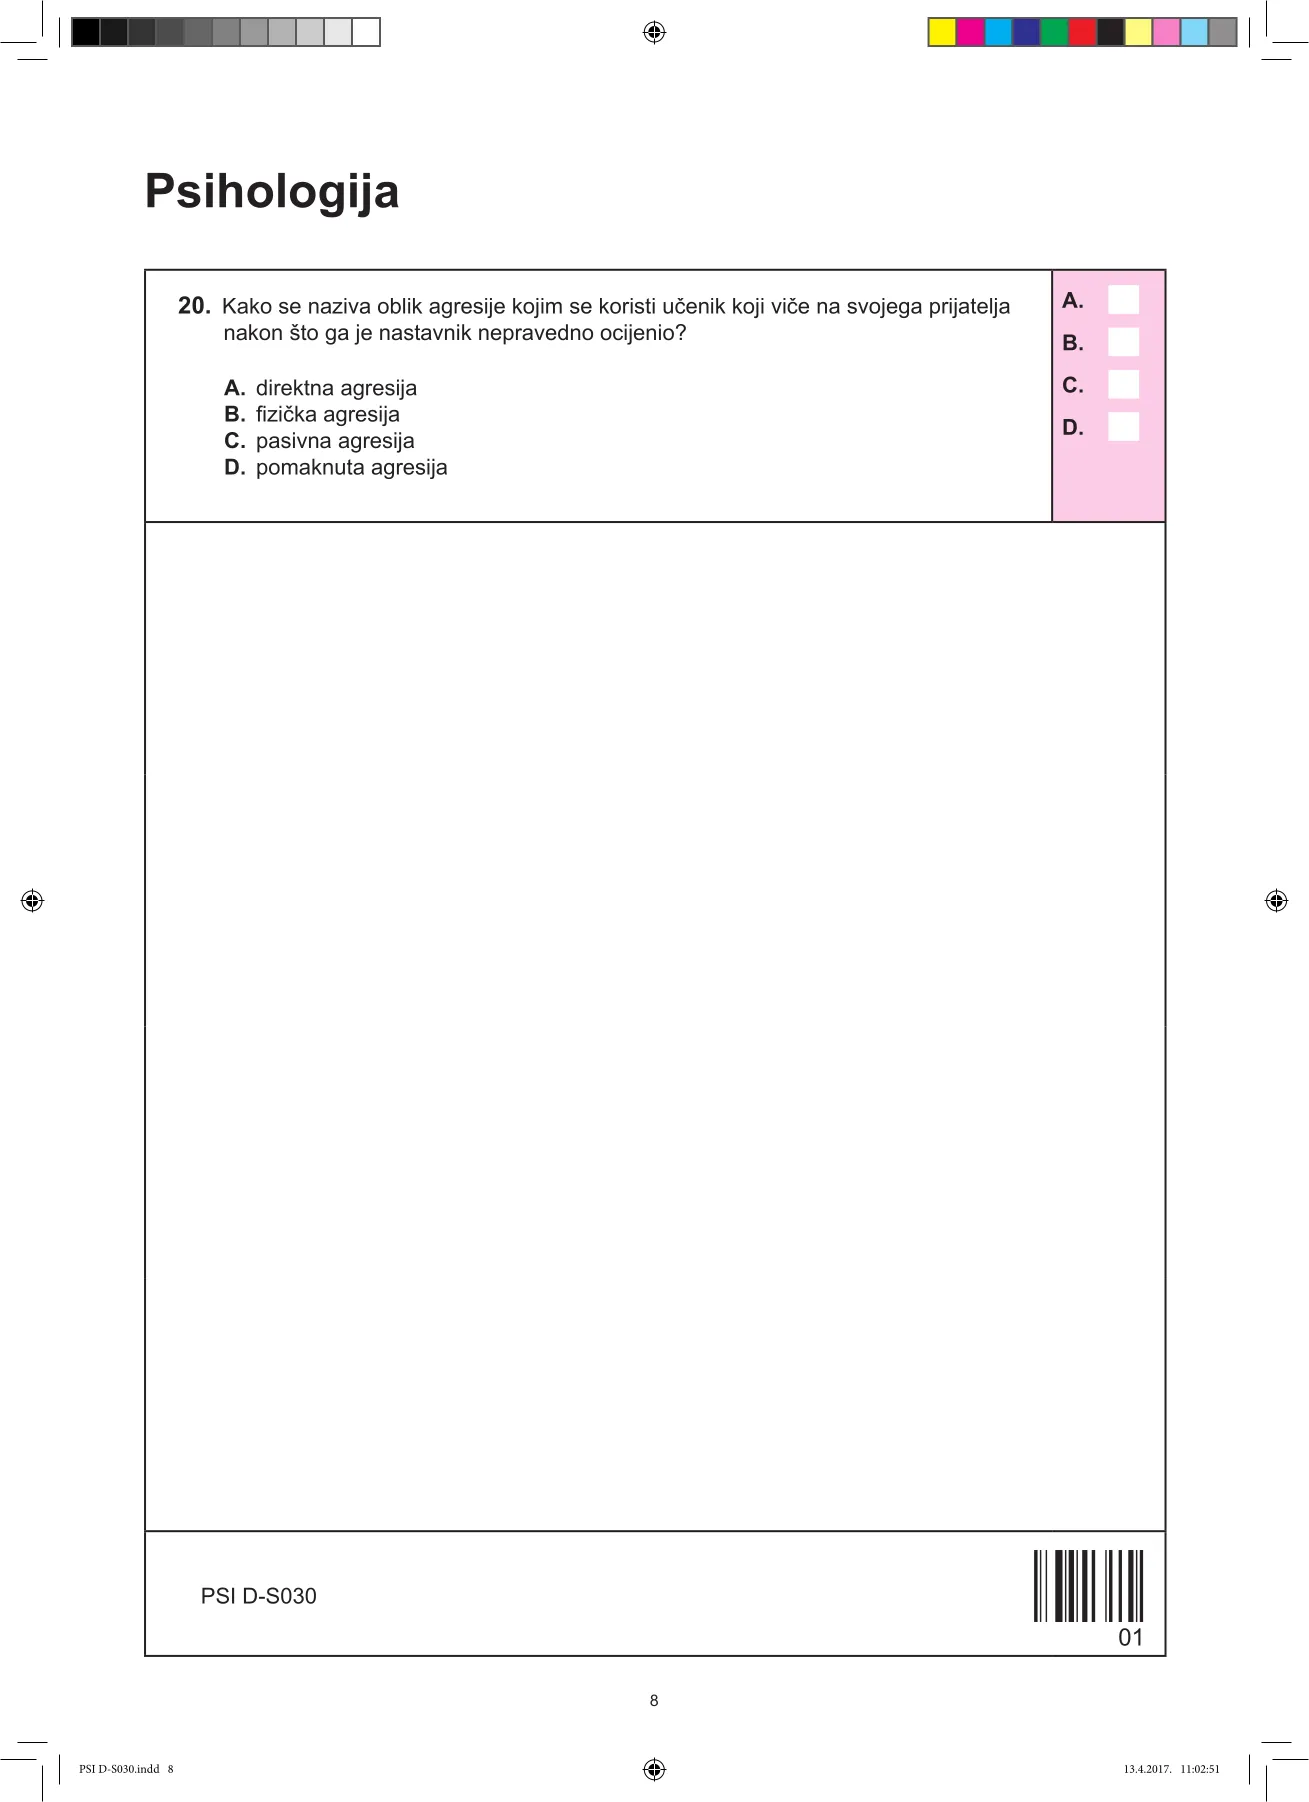 Psihologija
20. Kako se naziva oblik agresije kojim se koristi učenik koji viče na svojega prijatelja
nakon što ga je nastavnik nepravedno ocijenio?
A. direktna agresija
B. fizička agresija
C. pasivna agresija
D. pomaknuta agresija
A.
B.
C.
D.
PSI D-S030
01
8
PSI D-S030.indd 8
13.4.2017. 11:02:51